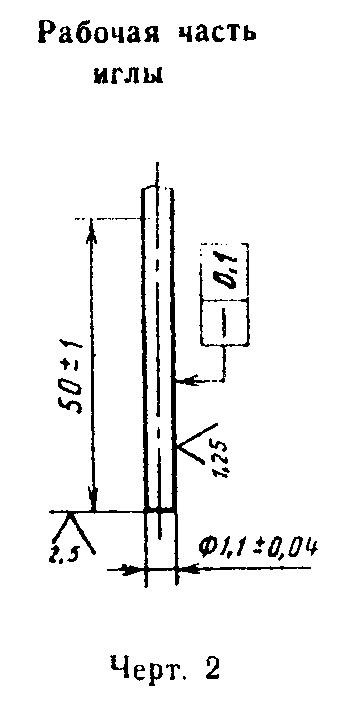 Рабочая часть
иглы
0,1
50±1
1,25
2,5
Ф1,1±0,04
Черт. 2